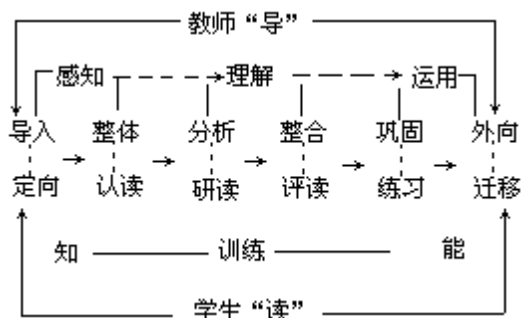 教师“导”
感知 理解 运用
导入 整体 分析 整合 巩固 外向
定向 认读 研读 评读 练习 迁移
知 训练 能
学生“读”